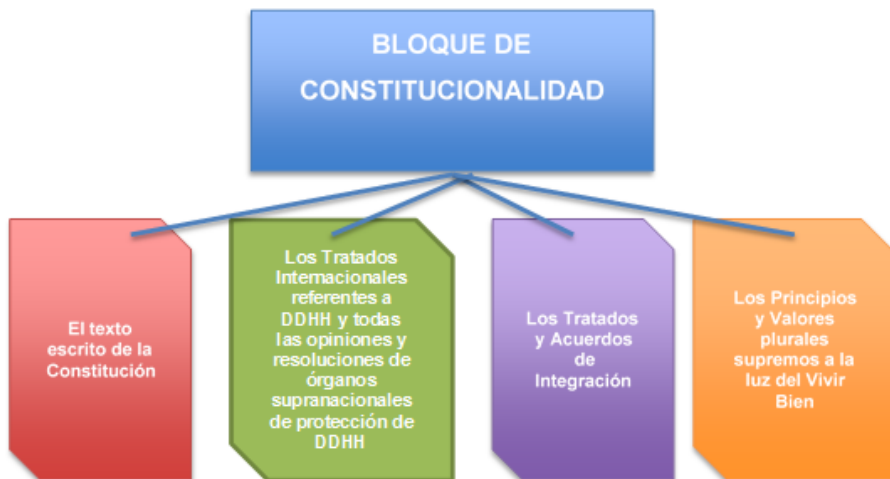 BLOQUE DE
CONSTITUCIONALIDAD
El texto
escrito de la
Constitución
Los Tratados
Internacionales
referentes a
DDHH y todas
las opiniones y
resoluciones de
órganos
supranacionales
de protección de
DDHH
Los Tratados
y Acuerdos
de
Integración
Los Principios
y Valores
plurales
supremos a la
luz del Vivir
Bien